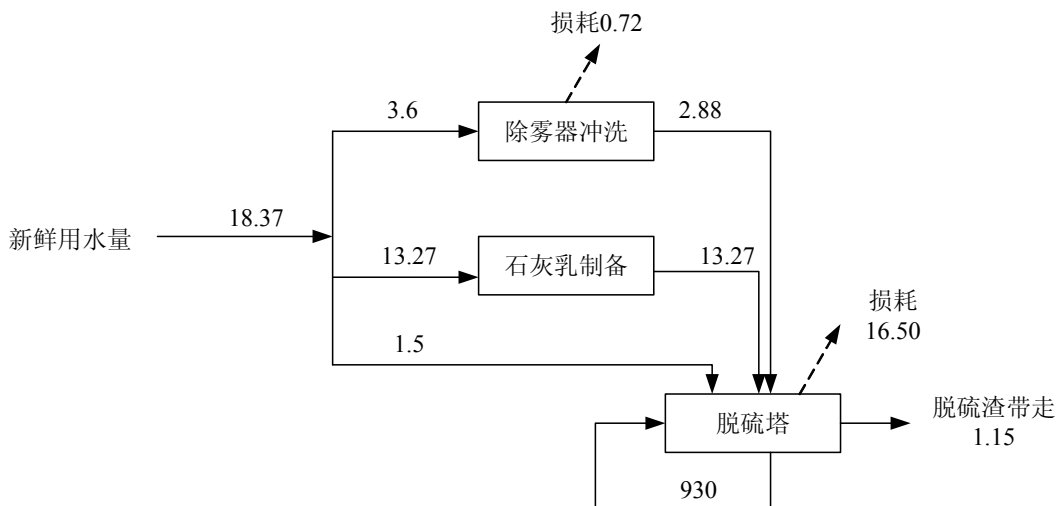 损耗0.72
3.6
除雾器冲洗
2.88
新鲜用水量
18.37
13.27
石灰乳制备
13.27
损耗
16.50
1.5
脱硫塔
脱硫渣带走
1.15
930